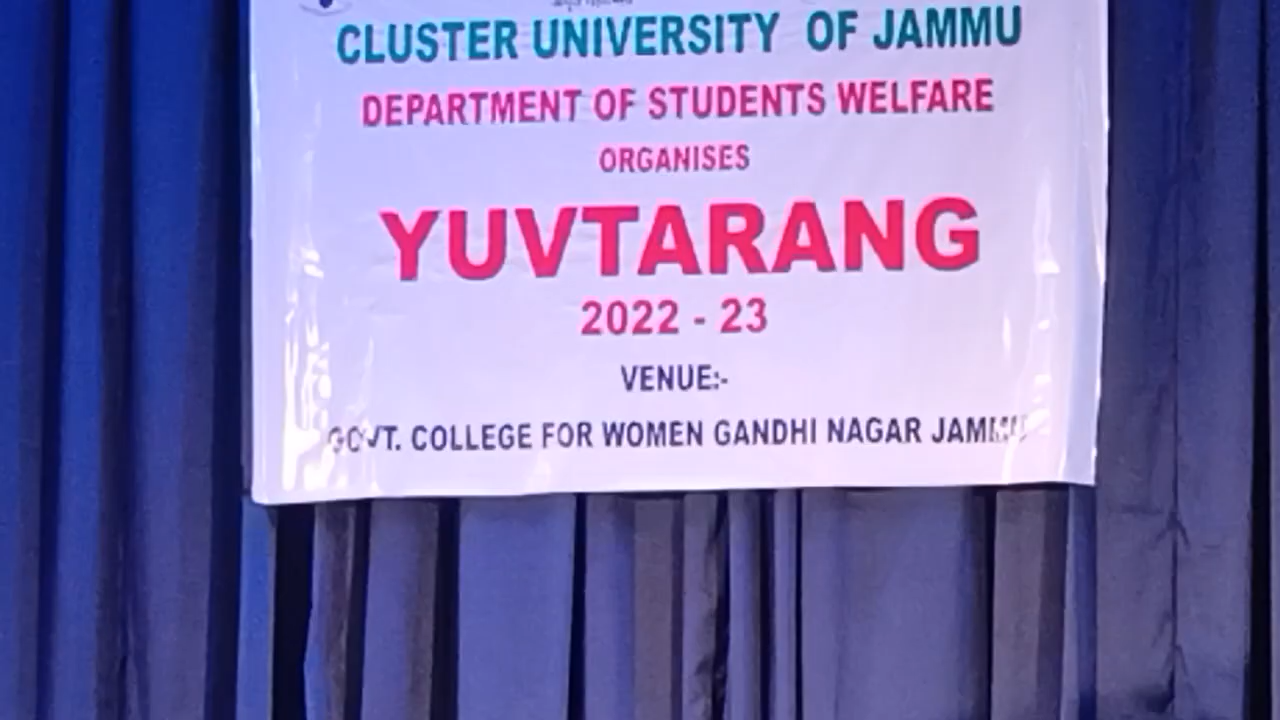 CLUSTER UNIVERSITY OF JAMMU
DEPARTMENT OF STUDENTS WELFARE
ORGANISES
YUVTARANG
2022 - 23
VENUE:-
GOVT. COLLEGE FOR WOMEN GANDHI NAGAR JAMMU